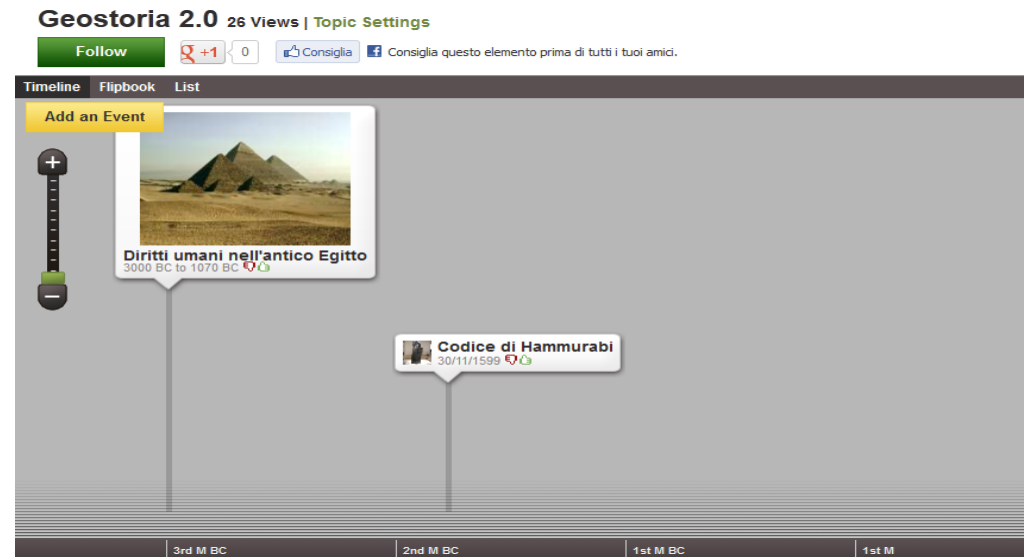 Geostoria 2.0 26 Views | Topic Settings
Follow
g +1 0 Consiglia Consiglia questo elemento prima di tutti i tuoi amici.
Timeline Flipbook List
Add an Event
Diritti umani nell'antico Egitto
3000 BC to 1070 BC
Codice di Hammurabi
30/11/1599
3rd M BC 2nd M BC 1st M BC 1st M